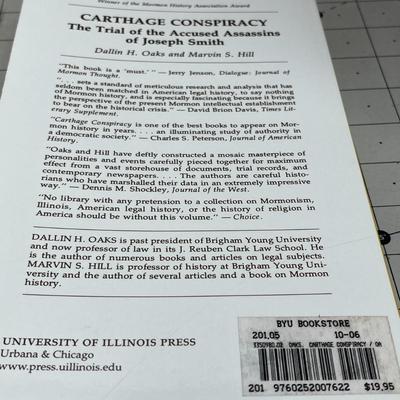 Winner of the Mormon History Association Award
CARTHAGE CONSPIRACY
The Trial of the Accused Assassins
of Joseph Smith
Dallin H. Oaks and Marvin S. Hill
"This book is a 'must.'" — Jerry Jenson, Dialogue: Journal of
Mormon Thought.
". . . sets a standard of meticulous research and analysis that has
seldom been matched in American legal history, to say nothing
of Mormon history, and is especially fascinating because it brings
the perspective of the present Mormon intellectual establishment
to bear on the historical crisis." — David Brion Davis, Times Lit-
erary Supplement.
"Carthage Conspiracy is one of the best books to appear on Mor-
mon history in years. . . . an illuminating study of authority in
a democratic society." — Charles S. Peterson, Journal of American
History.
"Oaks and Hill have deftly constructed a mosaic masterpiece of
personalities and events carefully pieced together for maximum
effect from a vast storehouse of documents, trial records, and
contemporary newspapers. . . . The authors are careful histo-
rians who have marshalled their data in an extremely impressive
way." — Dennis M. Shockley, Journal of the West.
"No library with any pretension to a collection on Mormonism,
Illinois, American legal history, or the history of religion in
America should be without this volume." — Choice.
DALLIN H. OAKS is past president of Brigham Young University
and now professor of law in its J. Reuben Clark Law School. He
is the author of numerous books and articles on legal subjects.
MARVIN S. HILL is professor of history at Brigham Young Uni-
versity and the author of several articles and a book on Mormon
history.
UNIVERSITY OF ILLINOIS PRESS
Urbana & Chicago
www.press.uillinois.edu
BYU BOOKSTORE
201.05 10-06
OAKS, CARTHAGE CONSPIRACY / OA
201 9760252007622 $19.95